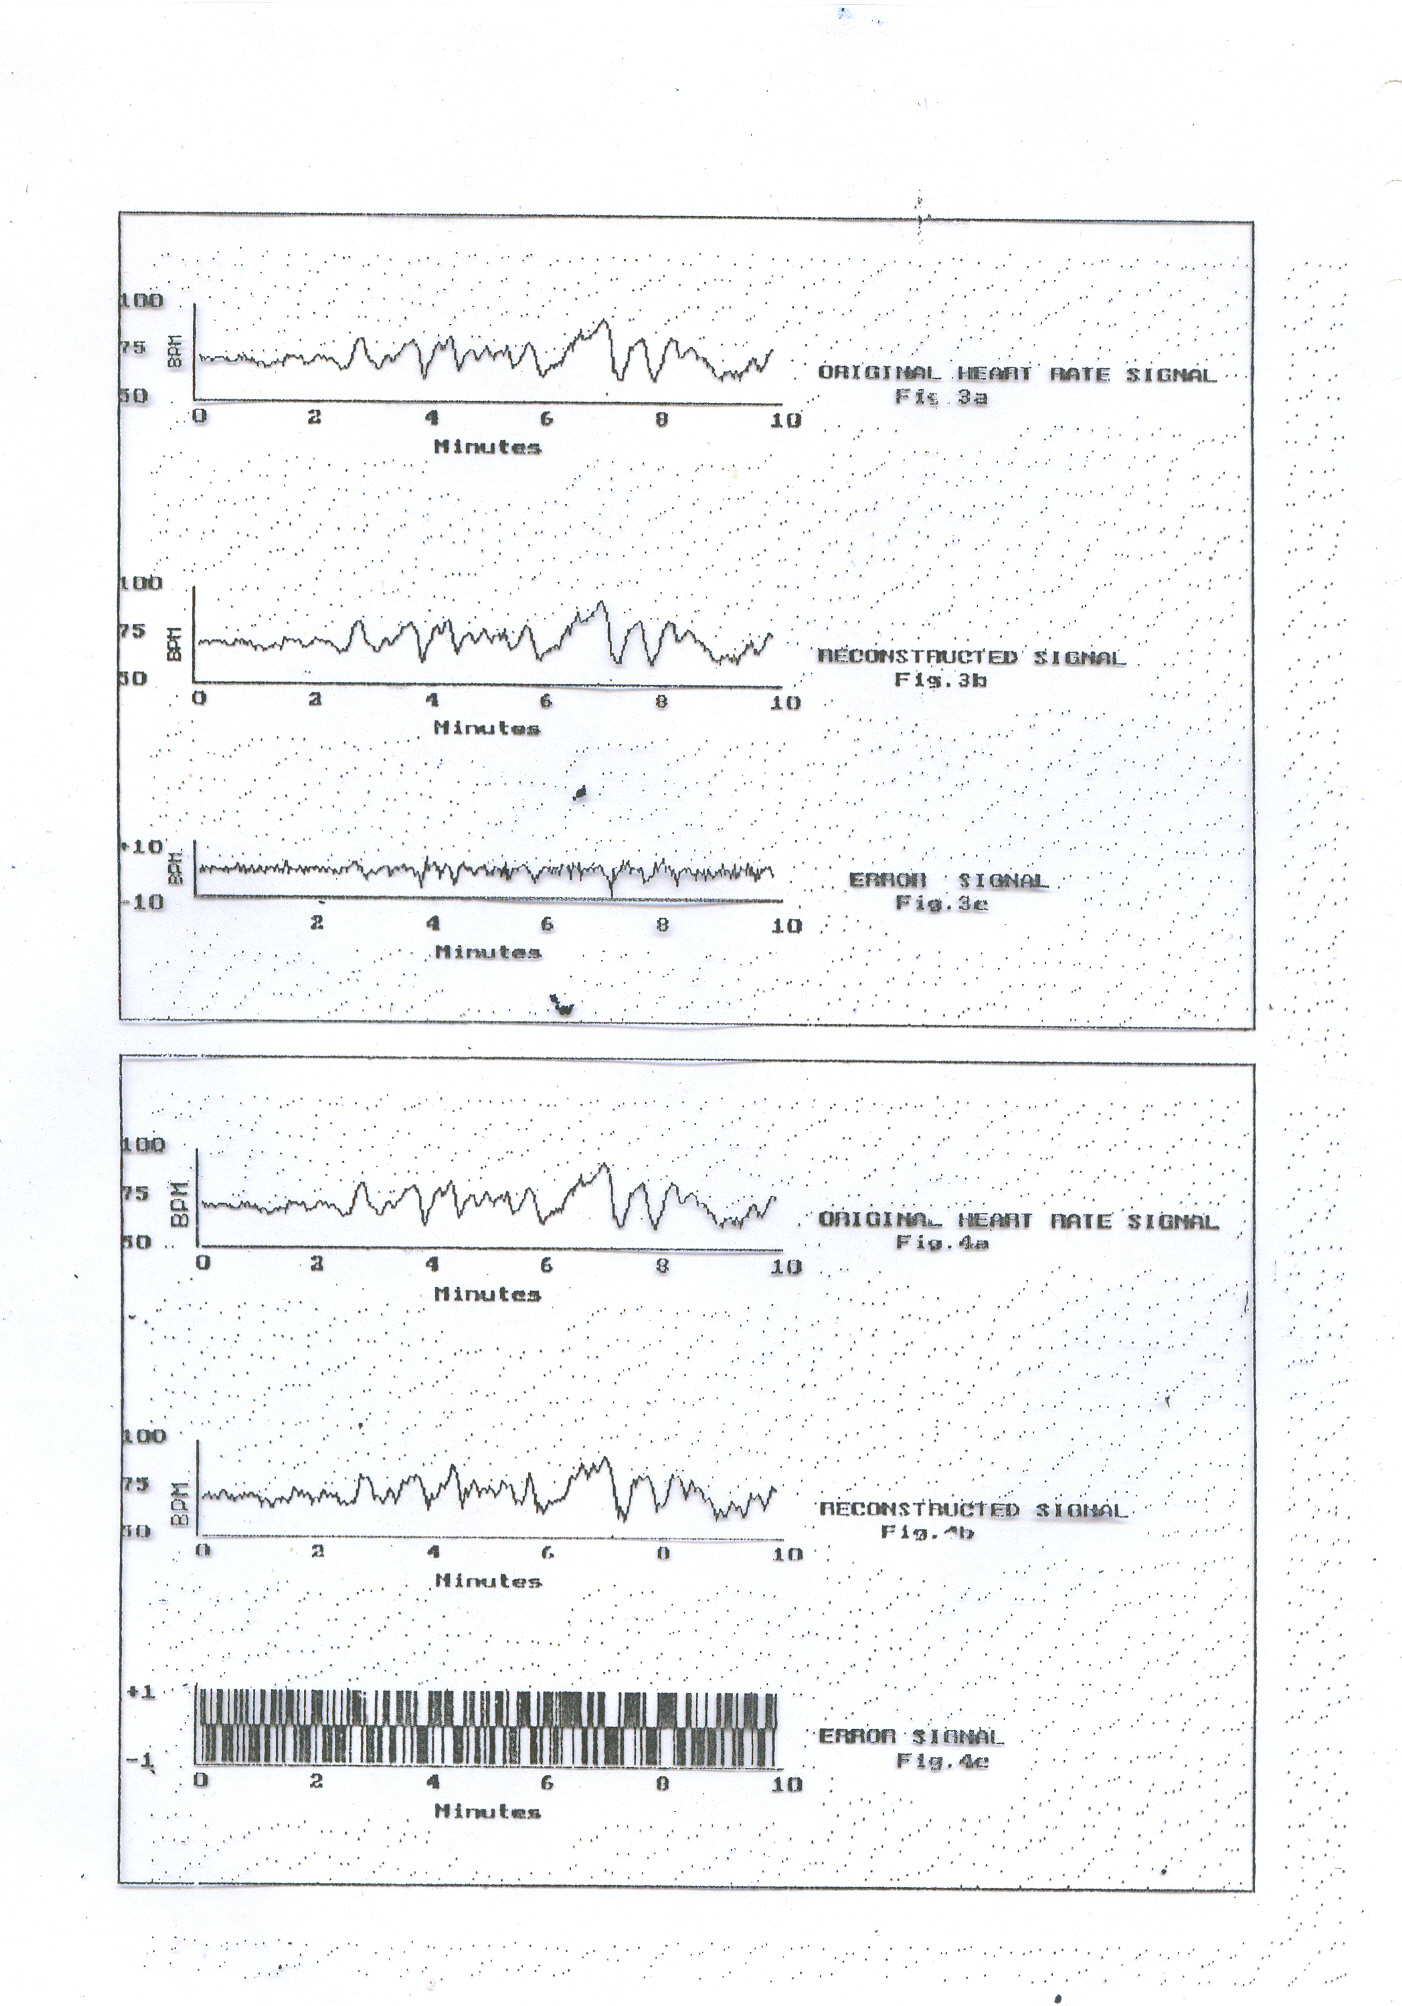 100
75
BPM
50
0 2 4 6 8 10
Minutes
ORIGINAL HEART RATE SIGNAL
Fig 3a
100
75
BPM
50
0 2 4 6 8 10
Minutes
RECONSTRUCTED SIGNAL
Fig.3b
+10
BPM
-10
2 4 6 8 10
Minutes
ERROR SIGNAL
Fig.3c
100
75
BPM
50
0 2 4 6 8 10
Minutes
ORIGINAL HEART RATE SIGNAL
Fig.4a
100
75
BPM
50
0 2 4 6 8 10
Minutes
RECONSTRUCTED SIGNAL
Fig.4b
+1
-1
0 2 4 6 8 10
Minutes
ERROR SIGNAL
Fig.4c